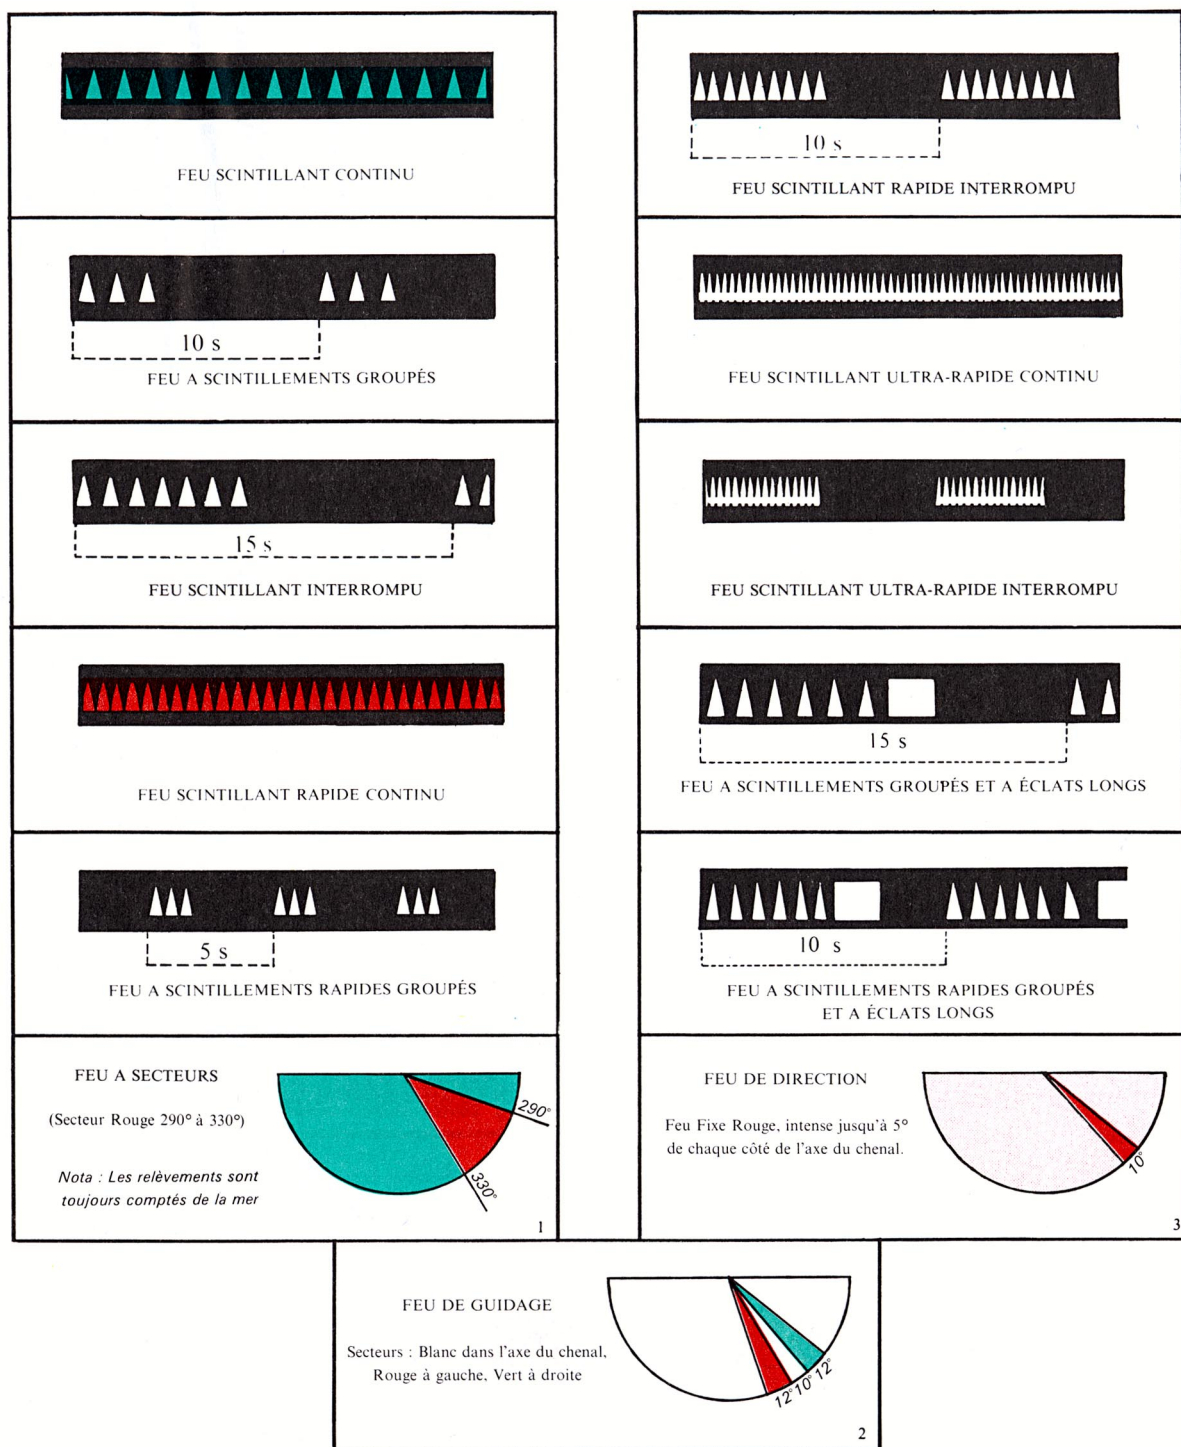 FEU SCINTILLANT CONTINU
10 s
FEU A SCINTILLEMENTS GROUPÉS
15 s
FEU SCINTILLANT INTERROMPU
FEU SCINTILLANT RAPIDE CONTINU
5 s
FEU A SCINTILLEMENTS RAPIDES GROUPÉS
FEU A SECTEURS
(Secteur Rouge 290° à 330°)
Nota : Les relèvements sont
toujours comptés de la mer
290°
330°
1
10 s
FEU SCINTILLANT RAPIDE INTERROMPU
FEU SCINTILLANT ULTRA-RAPIDE CONTINU
FEU SCINTILLANT ULTRA-RAPIDE INTERROMPU
15 s
FEU A SCINTILLEMENTS GROUPÉS ET A ÉCLATS LONGS
10 s
FEU A SCINTILLEMENTS RAPIDES GROUPÉS
ET A ÉCLATS LONGS
FEU DE DIRECTION
Feu Fixe Rouge, intense jusqu'à 5°
de chaque côté de l'axe du chenal.
10°
3
FEU DE GUIDAGE
Secteurs : Blanc dans l'axe du chenal,
Rouge à gauche, Vert à droite
12° 10° 12°
2